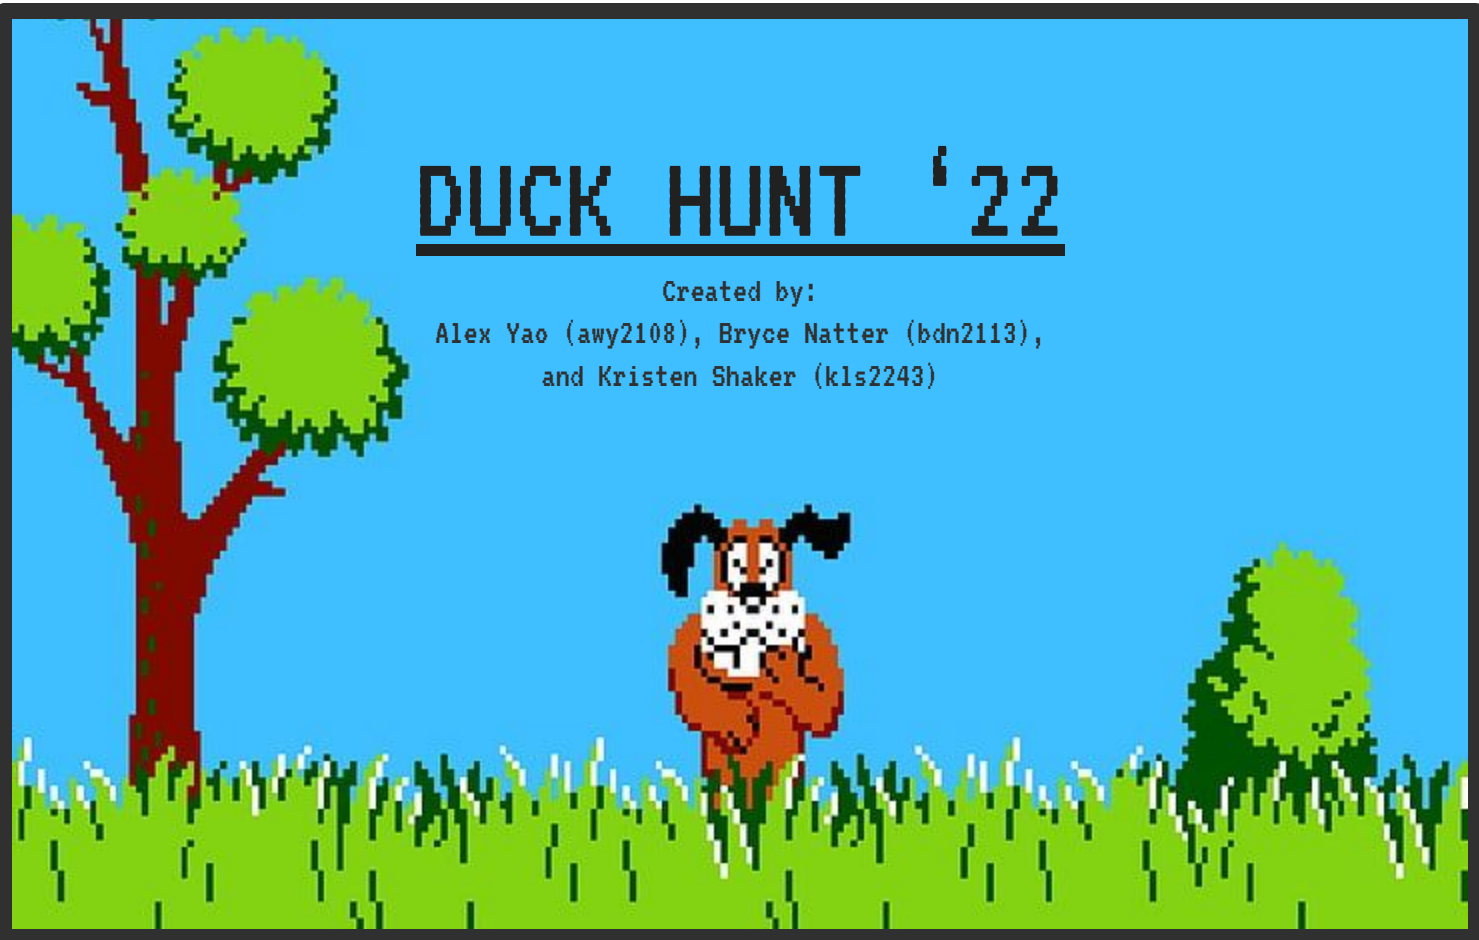 DUCK HUNT ‘22
Created by:
Alex Yao (awy2108), Bryce Natter (bdn2113),
and Kristen Shaker (kls2243)